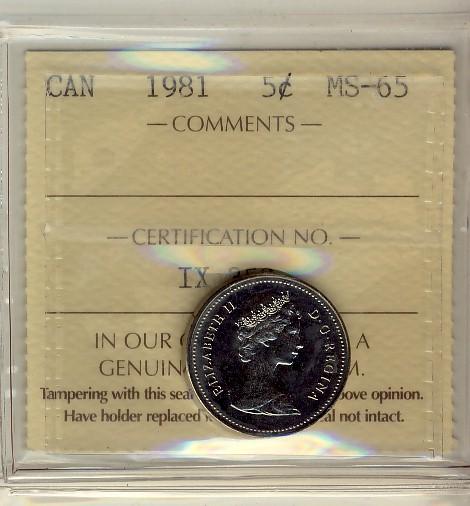 CAN 1981 5¢ MS-65
— COMMENTS —
— CERTIFICATION NO. —
IX
ELIZABETH II D·G·REGINA
IN OUR A
GENUIN M.
Tampering with this seal ove opinion.
Have holder replaced al not intact.